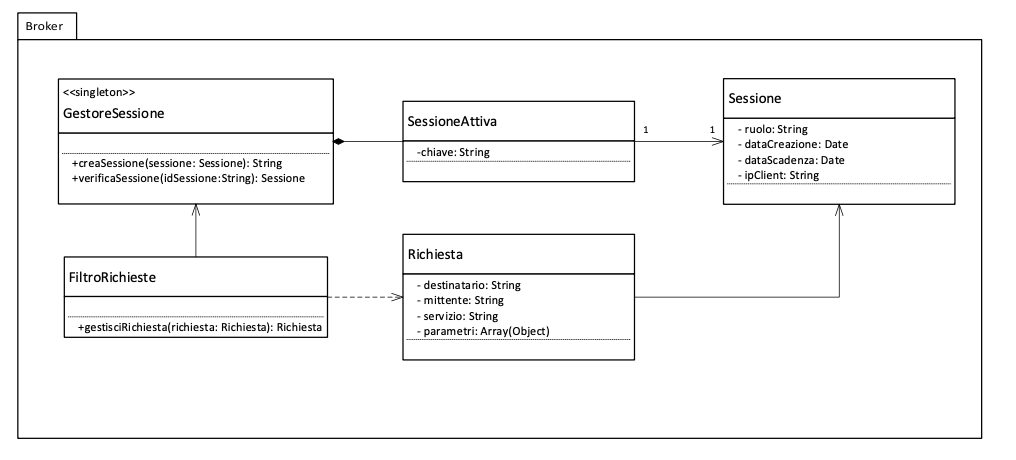 Broker
<<singleton>>
GestoreSessione
+creaSessione(sessione: Sessione): String
+verificaSessione(idSessione:String): Sessione
SessioneAttiva
-chiave: String
1
1
Sessione
- ruolo: String
- dataCreazione: Date
- dataScadenza: Date
- ipClient: String
FiltroRichieste
+gestisciRichiesta(richiesta: Richiesta): Richiesta
Richiesta
- destinatario: String
- mittente: String
- servizio: String
- parametri: Array(Object)